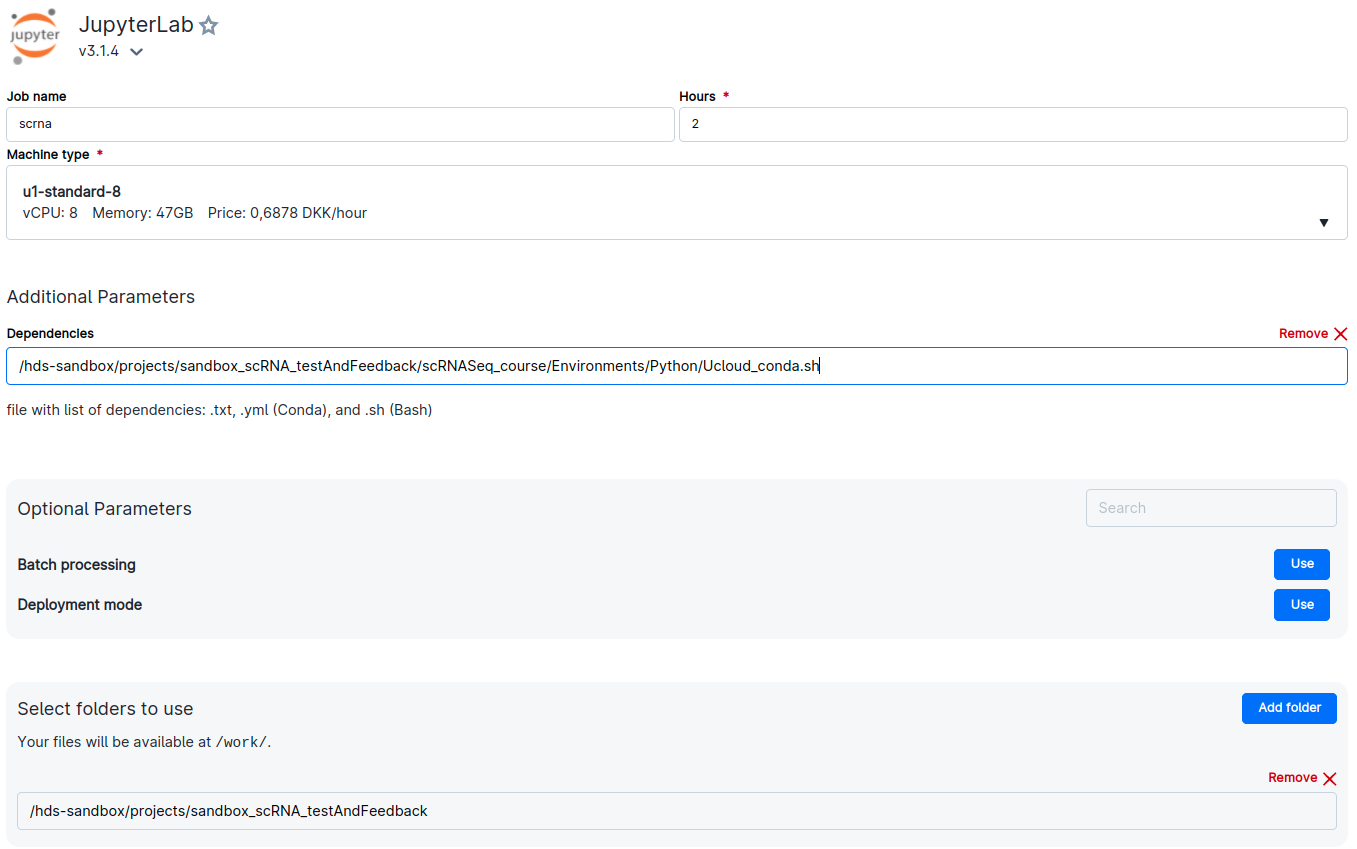 jupyter
JupyterLab
v3.1.4
Job name
Hours *
scrna
2
Machine type *
u1-standard-8
vCPU: 8 Memory: 47GB Price: 0,6878 DKK/hour
Additional Parameters
Dependencies
Remove
/hds-sandbox/projects/sandbox_scRNA_testAndFeedback/scRNASeq_course/Environments/Python/Ucloud_conda.sh
file with list of dependencies: .txt, .yml (Conda), and .sh (Bash)
Optional Parameters
Search
Batch processing
Use
Deployment mode
Use
Select folders to use
Add folder
Your files will be available at /work/.
Remove
/hds-sandbox/projects/sandbox_scRNA_testAndFeedback